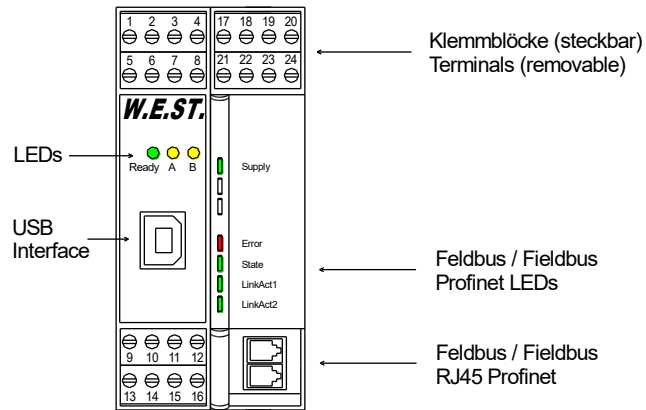 1 2 3 4 17 18 19 20
5 6 7 8 21 22 23 24
Klemmblöcke (steckbar)
Terminals (removable)
W.E.ST.
LEDs
Ready A B
Supply
USB
Interface
Error
State
LinkAct1
LinkAct2
Feldbus / Fieldbus
Profinet LEDs
9 10 11 12
13 14 15 16
Feldbus / Fieldbus
RJ45 Profinet